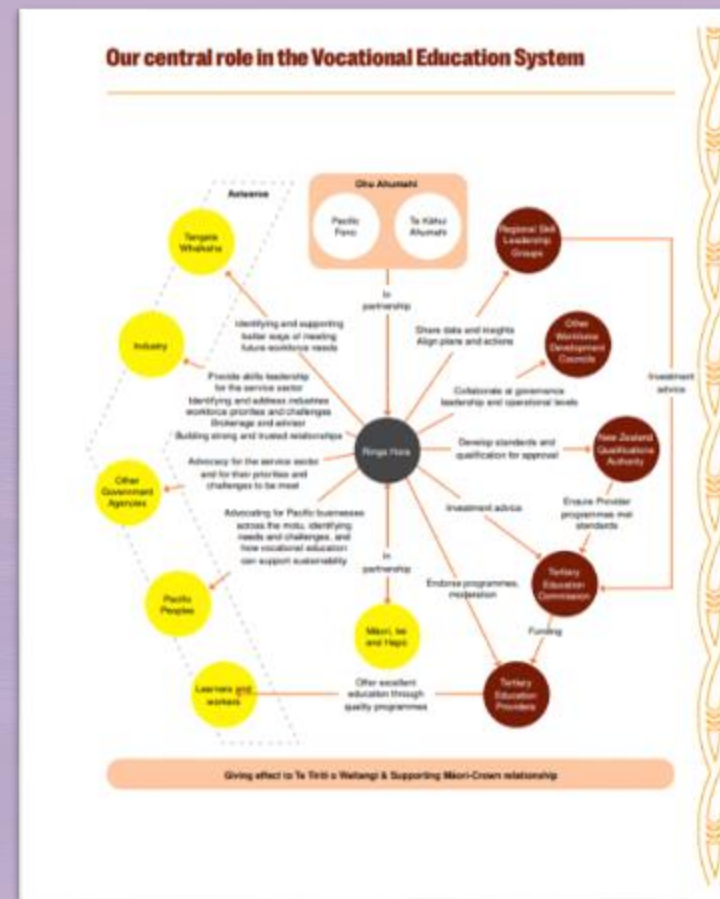 Our central role in the Vocational Education System
Aotearoa
Ohu Ahumahi
Pacific
Fono
Te Kāhui
Ahumahi
Tangata
Whaikaha
Regional Skill
Leadership
Groups
In
partnership
Identifying and supporting
better ways of meeting
future workforce needs
Share data and insights
Align plans and actions
Other
Workforce
Development
Councils
Industry
Provide skills leadership
for the service sector
Identifying and address industries
workforce priorities and challenges
Brokerage and advisor
Building strong and trusted relationships
Collaborate at governance
leadership and operational levels
Investment
advice
Ringa Hora
Develop standards and
qualification for approval
New Zealand
Qualifications
Authority
Other
Government
Agencies
Advocacy for the service sector
and for their priorities and
challenges to be meet
Advocating for Pacific businesses
across the motu, identifying
needs and challenges, and
how vocational education
can support sustainability
Investment advice
Ensure Provider
programmes met
standards
In
partnership
Endorse programmes,
moderation
Tertiary
Education
Commission
Pacific
Peoples
Māori, Iwi
and Hapū
Funding
Learners and
workers
Offer excellent
education through
quality programmes
Tertiary
Education
Providers
Giving effect to Te Tiriti o Waitangi & Supporting Māori-Crown relationship